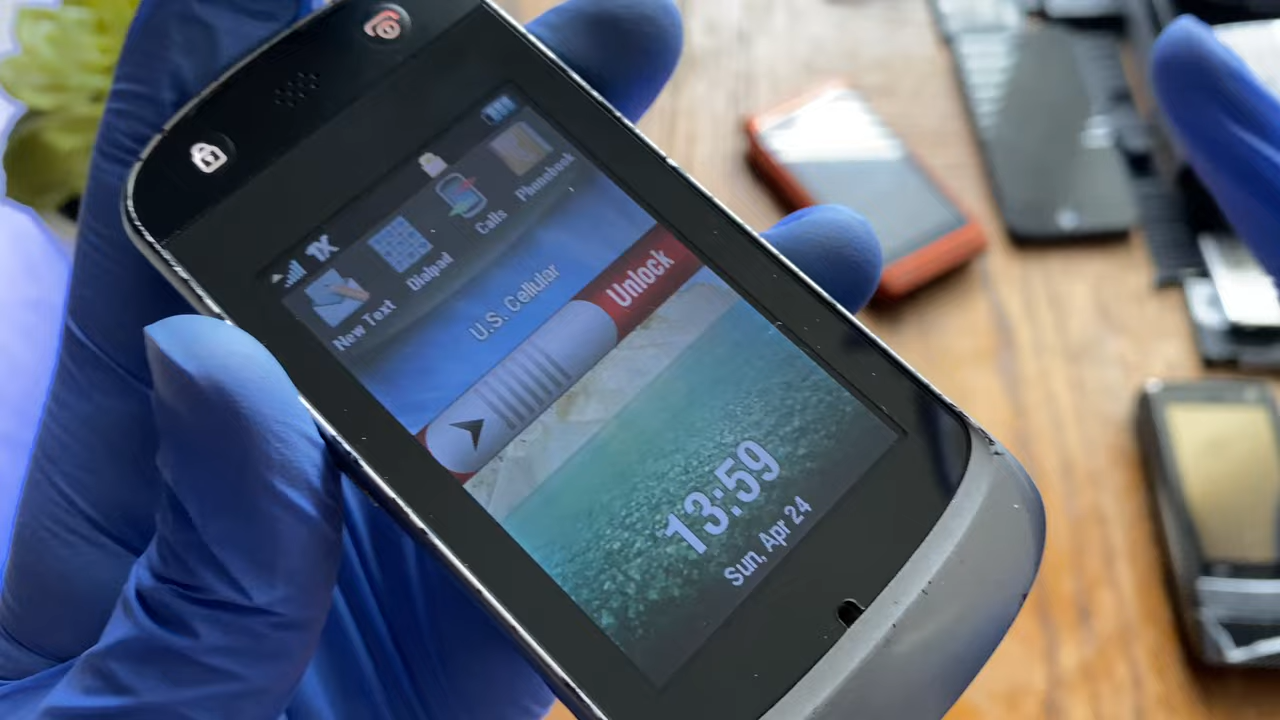 1X
New Text
Dialpad
Calls
Phonebook
U.S. Cellular
Unlock
13:59
Sun, Apr 24